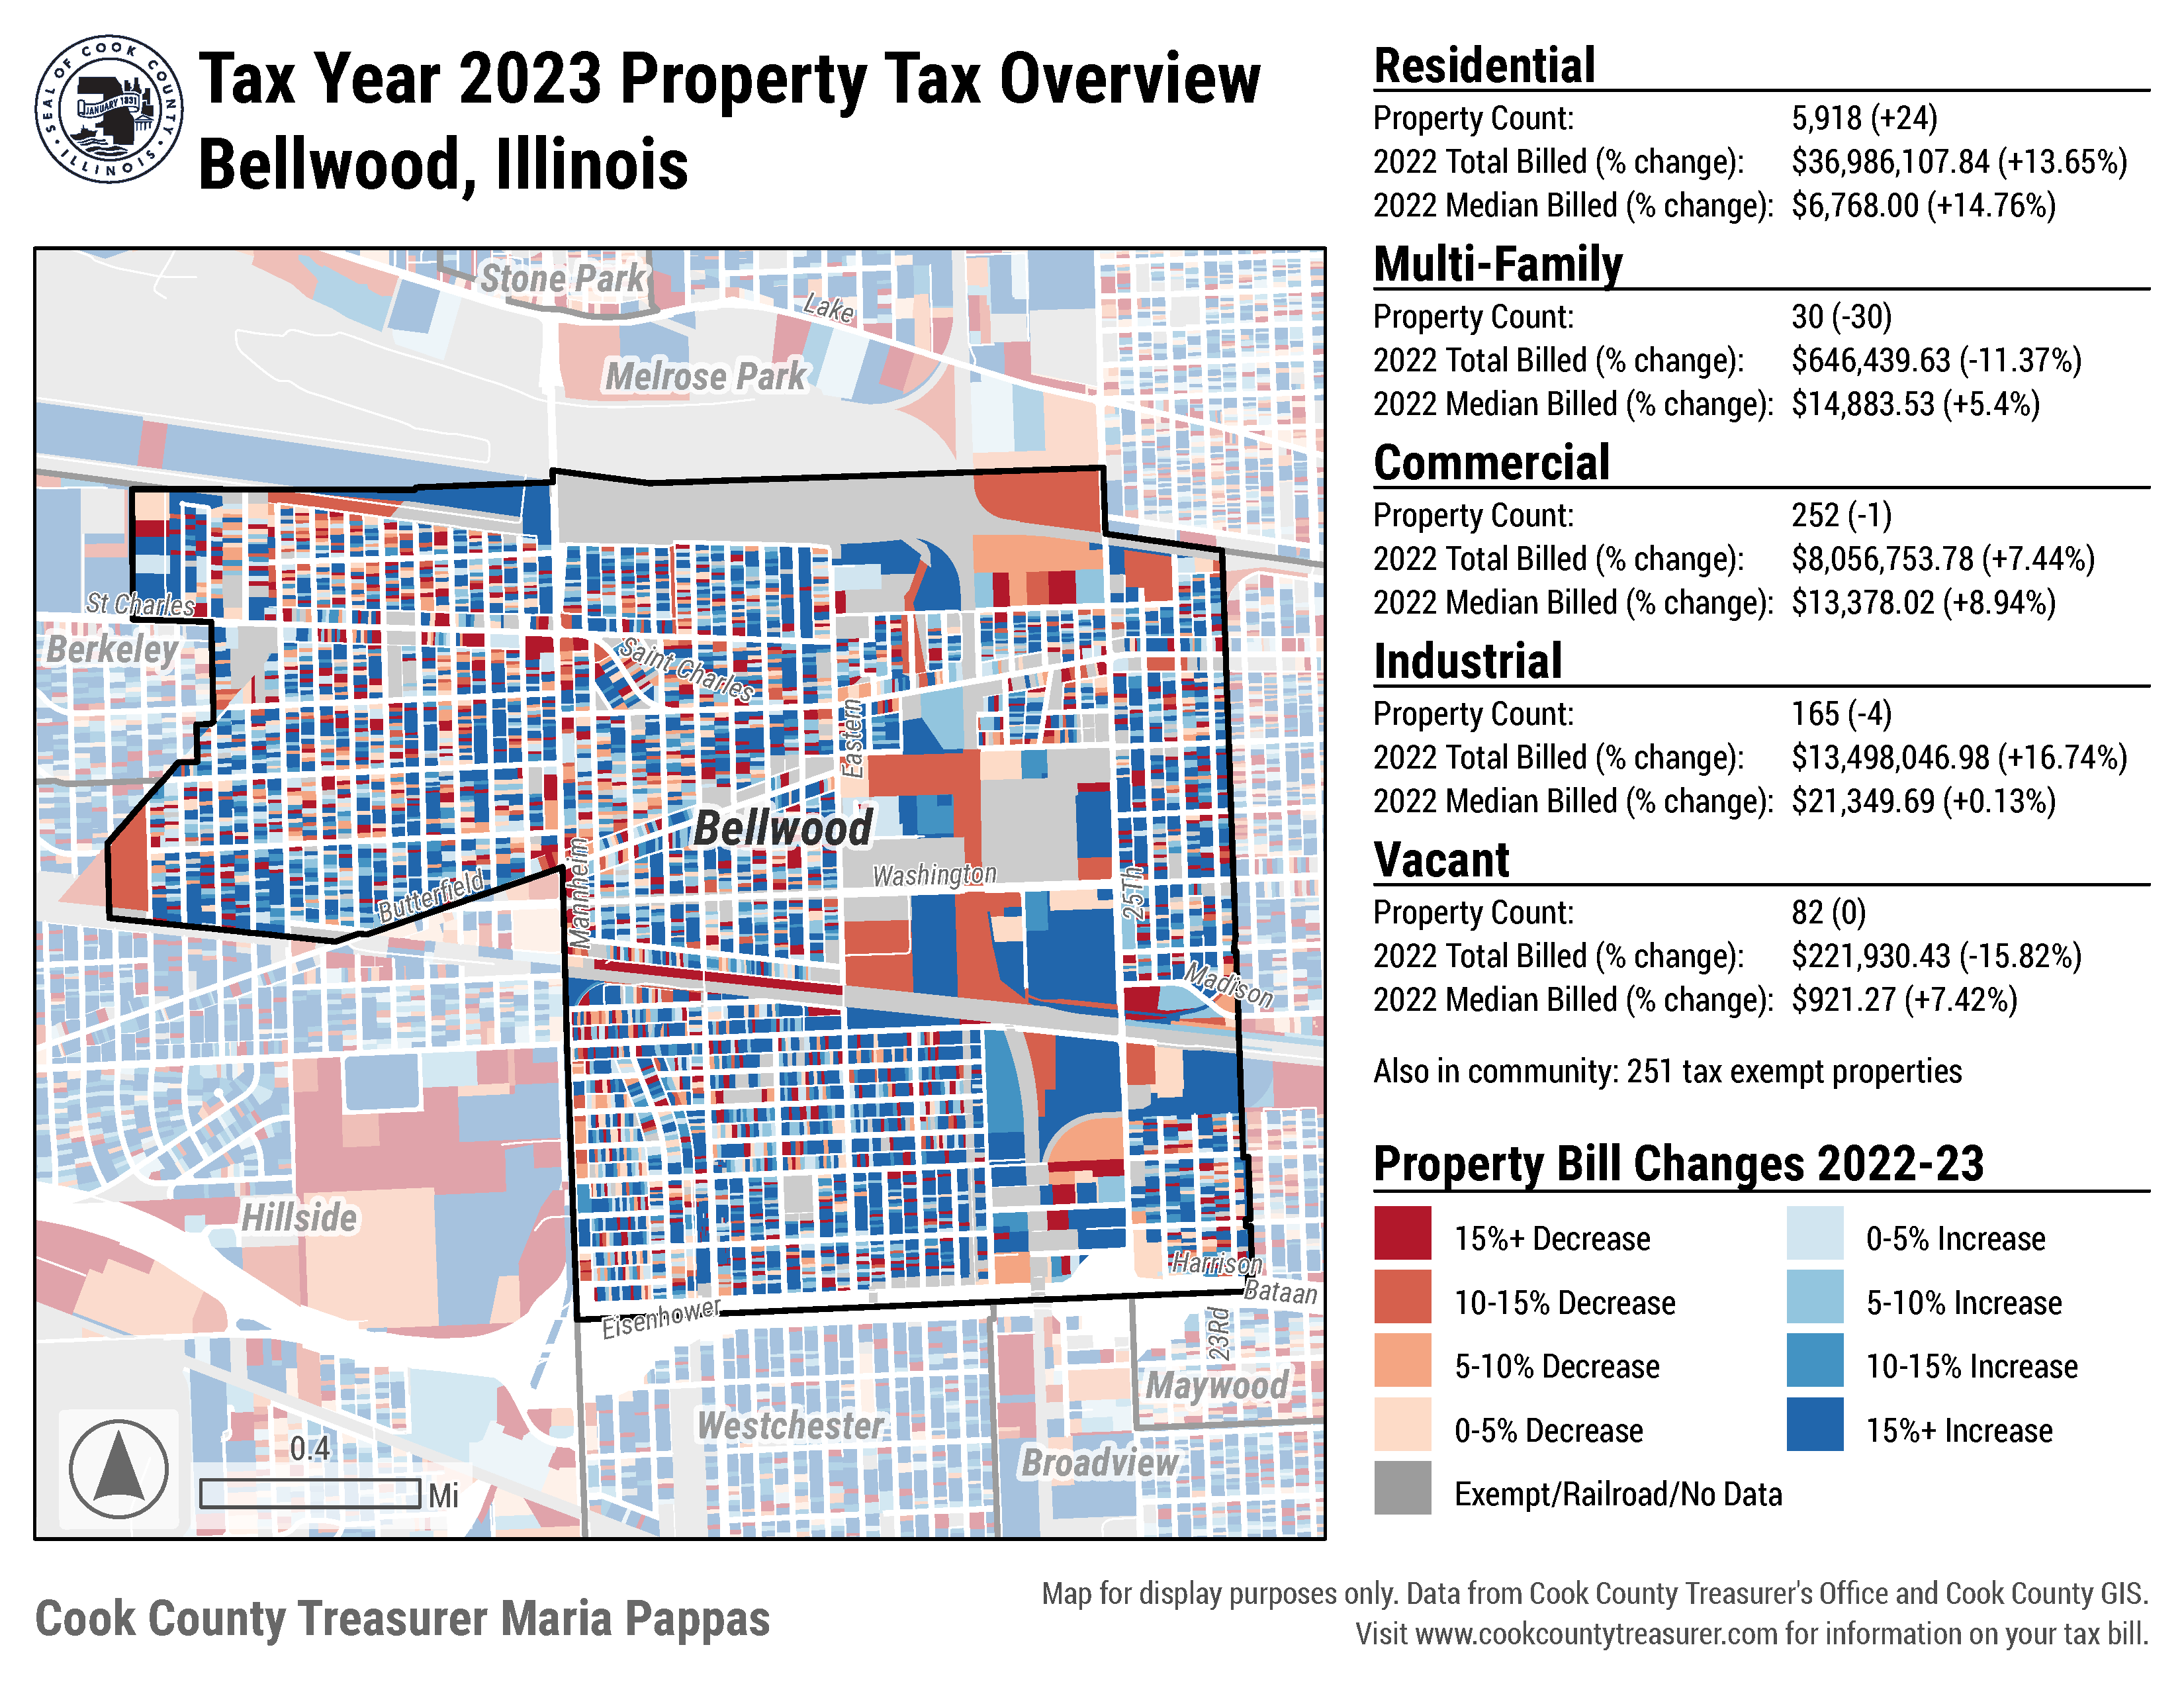 SEAL OF COOK COUNTY
• ILLINOIS •
JANUARY 1831
Tax Year 2023 Property Tax Overview
Bellwood, Illinois
Stone Park
Lake
Melrose Park
St Charles
Berkeley
Saint Charles
Eastern
Bellwood
Mannheim
Washington
25Th
Butterfield
Madison
Hillside
Harrison
Bataan
Eisenhower
23Rd
Maywood
Westchester
Broadview
0.4
Mi
Residential
Property Count: 5,918 (+24)
2022 Total Billed (% change): $36,986,107.84 (+13.65%)
2022 Median Billed (% change): $6,768.00 (+14.76%)
Multi-Family
Property Count: 30 (-30)
2022 Total Billed (% change): $646,439.63 (-11.37%)
2022 Median Billed (% change): $14,883.53 (+5.4%)
Commercial
Property Count: 252 (-1)
2022 Total Billed (% change): $8,056,753.78 (+7.44%)
2022 Median Billed (% change): $13,378.02 (+8.94%)
Industrial
Property Count: 165 (-4)
2022 Total Billed (% change): $13,498,046.98 (+16.74%)
2022 Median Billed (% change): $21,349.69 (+0.13%)
Vacant
Property Count: 82 (0)
2022 Total Billed (% change): $221,930.43 (-15.82%)
2022 Median Billed (% change): $921.27 (+7.42%)
Also in community: 251 tax exempt properties
Property Bill Changes 2022-23
15%+ Decrease
10-15% Decrease
5-10% Decrease
0-5% Decrease
Exempt/Railroad/No Data
0-5% Increase
5-10% Increase
10-15% Increase
15%+ Increase
Cook County Treasurer Maria Pappas
Map for display purposes only. Data from Cook County Treasurer's Office and Cook County GIS.
Visit www.cookcountytreasurer.com for information on your tax bill.